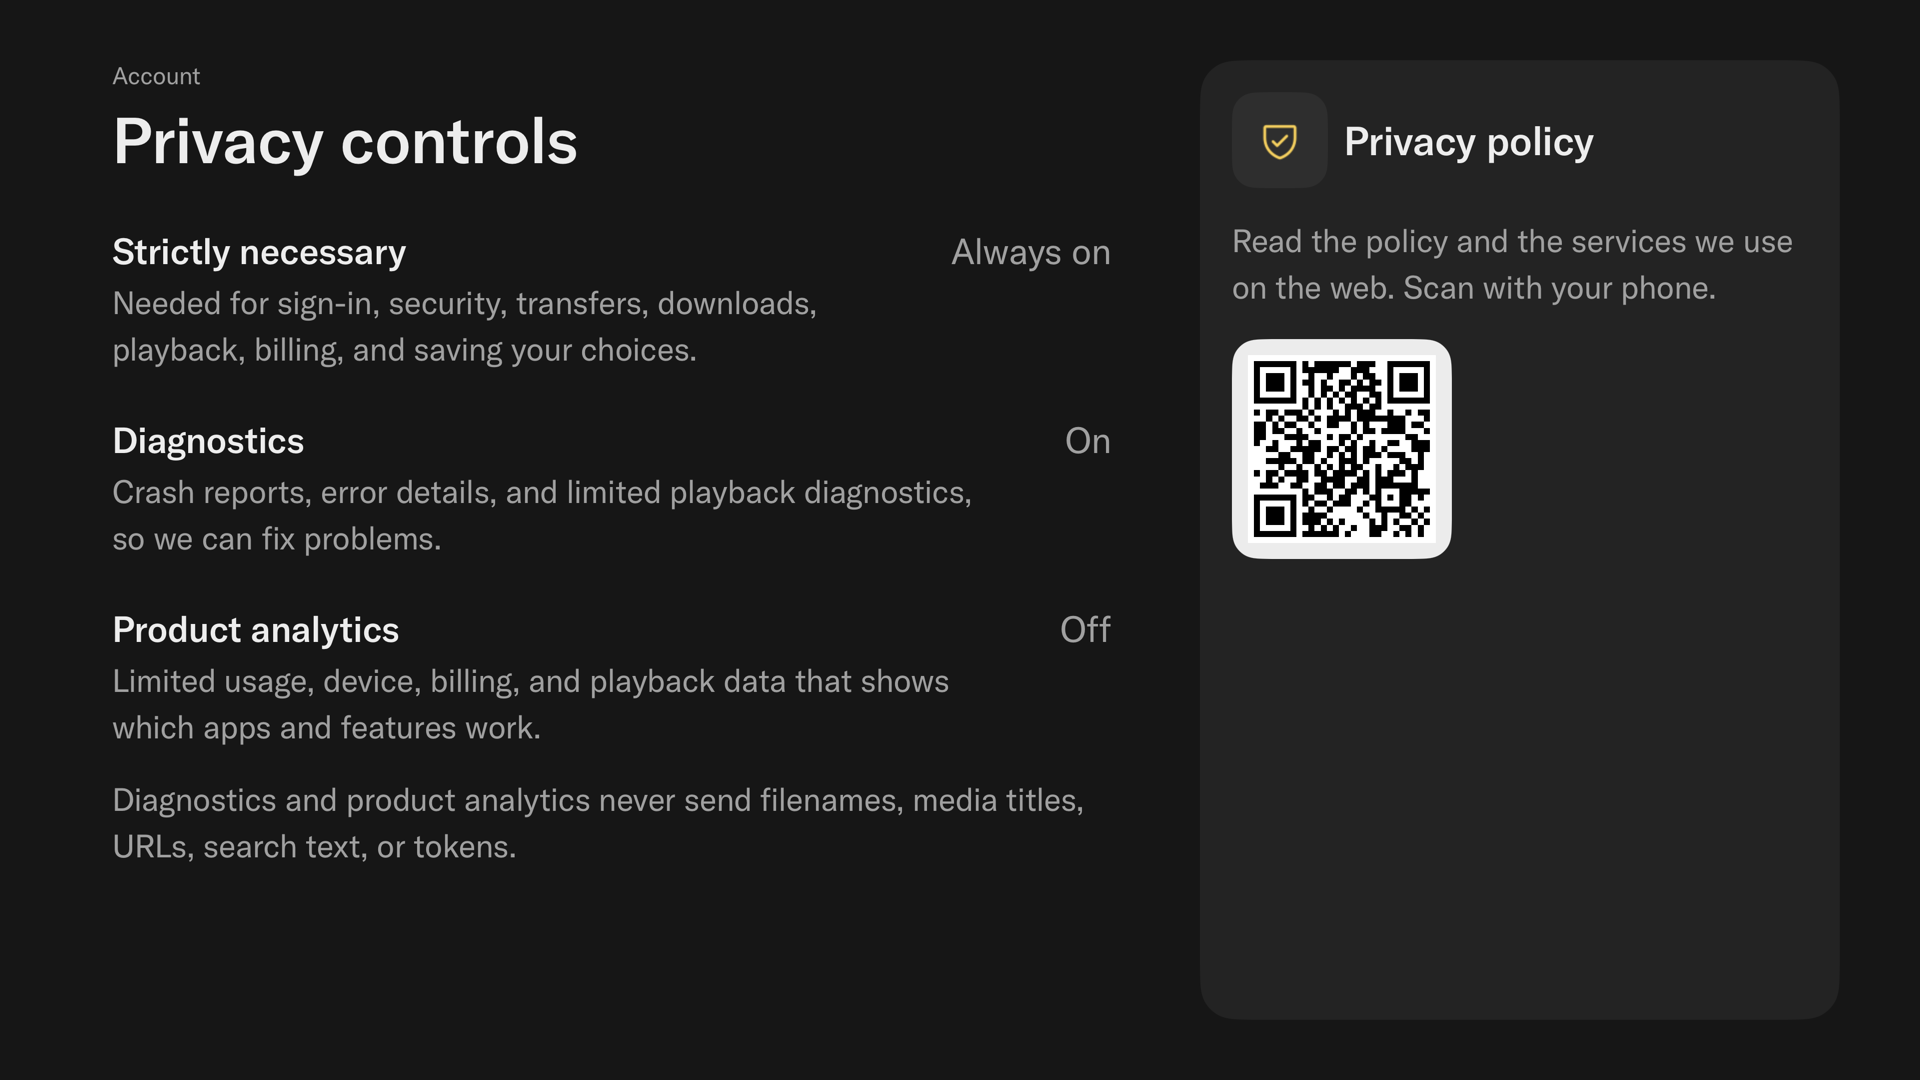 Account
Privacy controls
Strictly necessary
Always on
Needed for sign-in, security, transfers, downloads,
playback, billing, and saving your choices.
Diagnostics
On
Crash reports, error details, and limited playback diagnostics,
so we can fix problems.
Product analytics
Off
Limited usage, device, billing, and playback data that shows
which apps and features work.
Diagnostics and product analytics never send filenames, media titles,
URLs, search text, or tokens.
Privacy policy
Read the policy and the services we use
on the web. Scan with your phone.